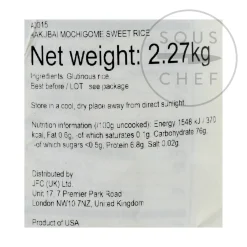 SOUS
CHEF
KAKUBAI MOCHIGOME SWEET RICE
Net weight: 2.27kg
Ingredients: Glutinous rice.
Best before / LOT : see package
Store in a cool, dry place away from direct sunlight.
Nutrition information (/100g uncooked): Energy 1546 kJ / 370
kcal, Fat 0.6g, -of which saturates 0.1g. Carbohydrate 76g,
-of which sugars <0.5g, Protein 6.8g, Salt 0.02g.
Distributed by
JFC (UK) Ltd.
Unit 17, 7 Premier Park Road
London NW10 7NZ, United Kingdom
Product of USA